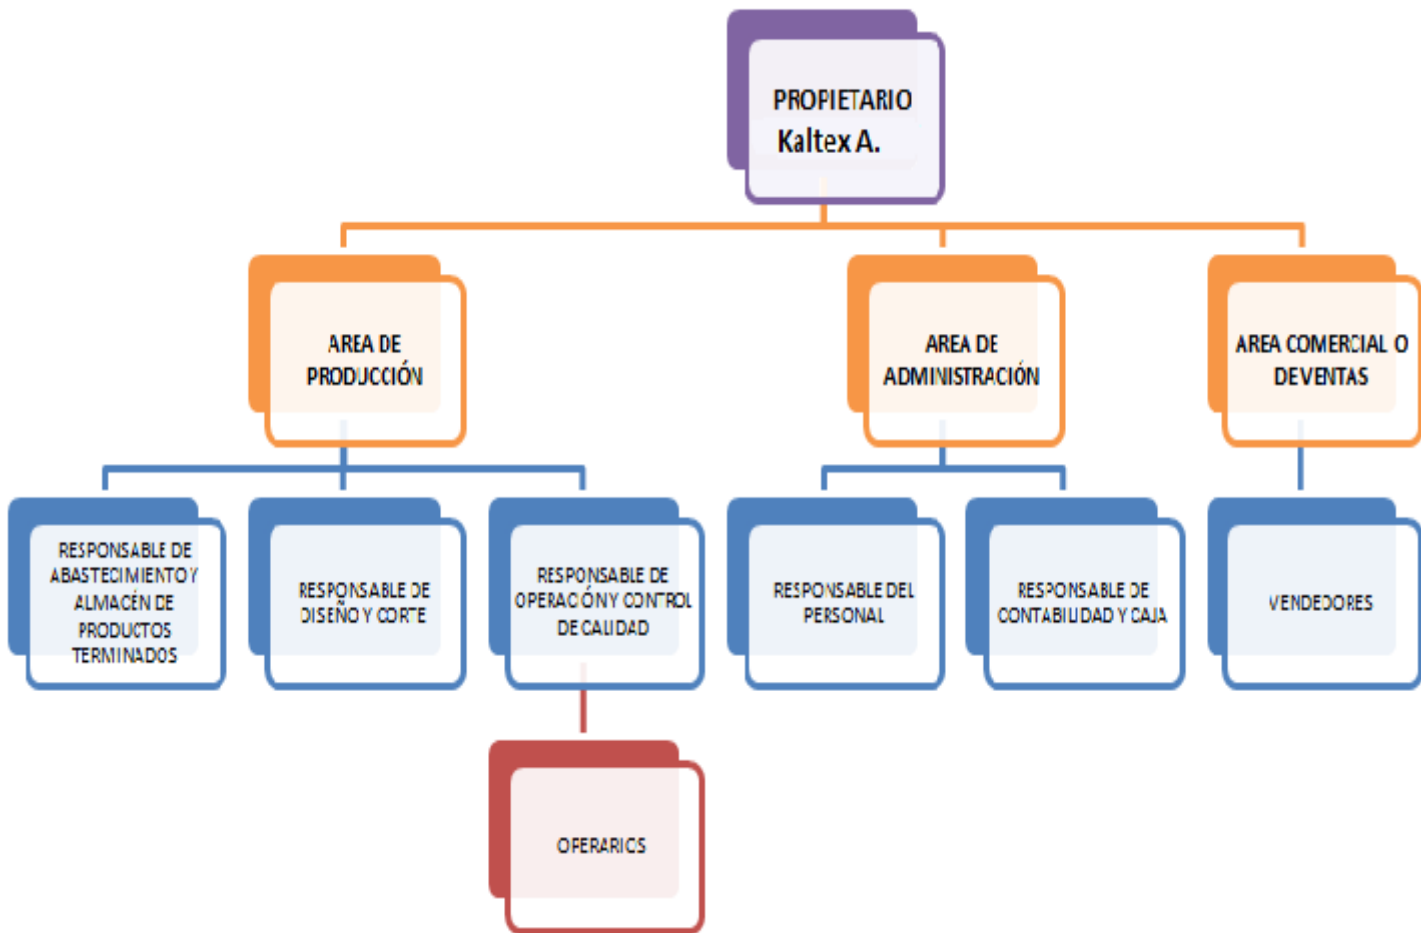 PROPIETARIO
Kaltex A.
AREA DE
PRODUCCIÓN
AREA DE
ADMINISTRACIÓN
AREA COMERCIAL O
DE VENTAS
RESPONSABLE DE
ABASTECIMIENTO Y
ALMACÉN DE
PRODUCTOS
TERMINADOS
RESPONSABLE DE
DISEÑO Y CORTE
RESPONSABLE DE
OPERACIÓN Y CONTROL
DE CALIDAD
RESPONSABLE DEL
PERSONAL
RESPONSABLE DE
CONTABILIDAD Y CAJA
VENDEDORES
OPERARIOS